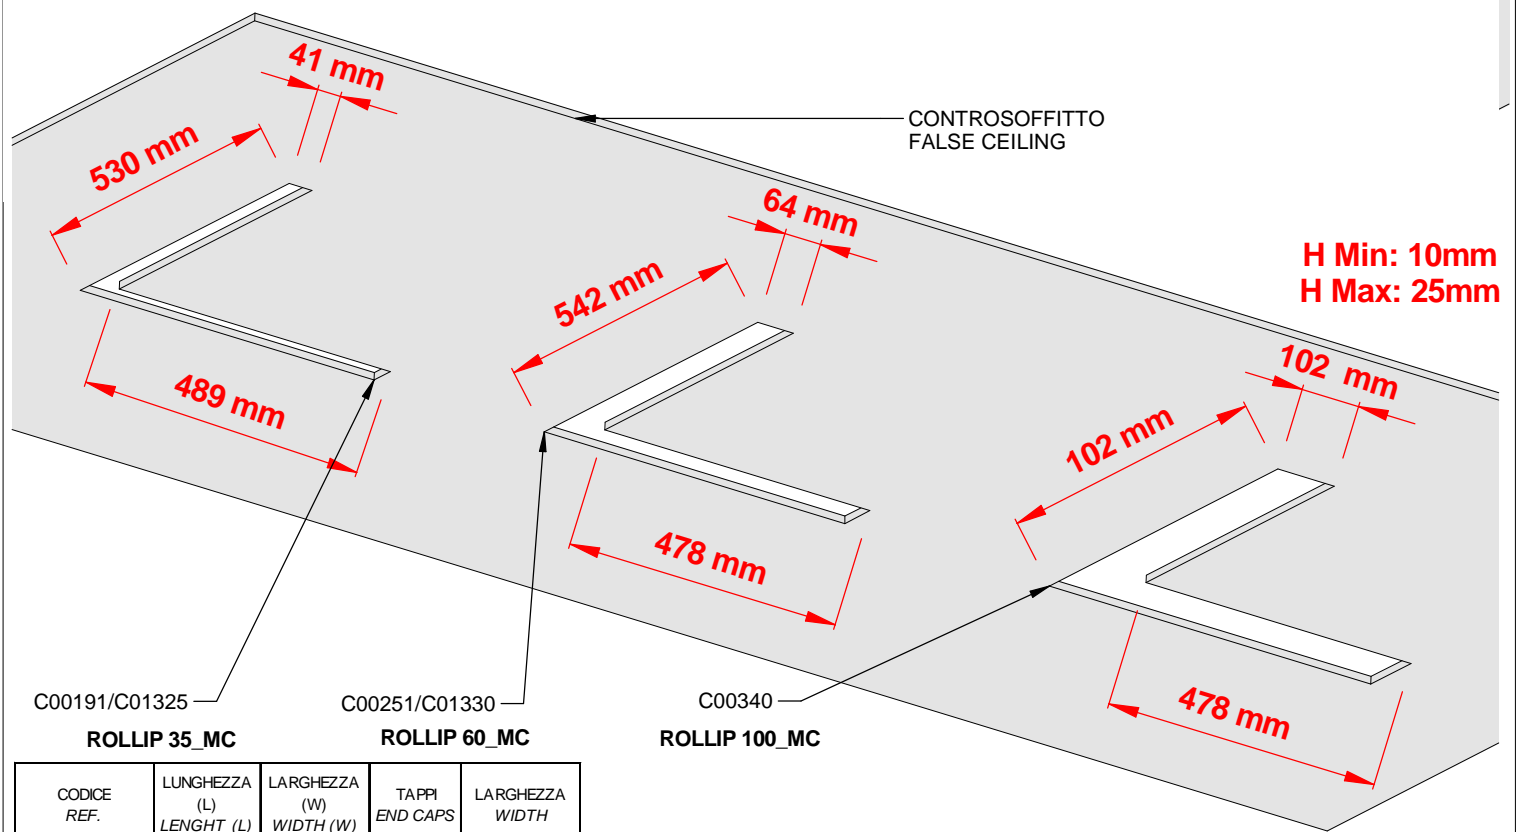 41 mm
CONTROSOFFITTO
FALSE CEILING
530 mm
64 mm
H Min: 10mm
H Max: 25mm
542 mm
102 mm
489 mm
102 mm
478 mm
478 mm
C00191/C01325
ROLLIP 35_MC
C00251/C01330
ROLLIP 60_MC
C00340
ROLLIP 100_MC
CODICE
REF.
LUNGHEZZA
(L)
LENGHT (L)
LARGHEZZA
(W)
WIDTH (W)
TAPPI
END CAPS
LARGHEZZA
WIDTH